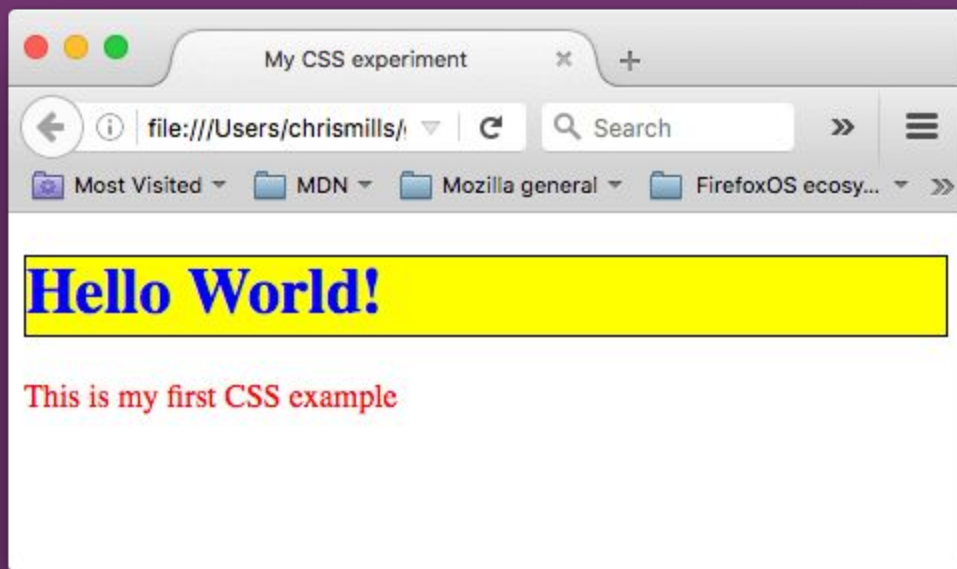 My CSS experiment
file:///Users/chrismills/ Search
Most Visited MDN Mozilla general FirefoxOS ecosy...
Hello World!
This is my first CSS example